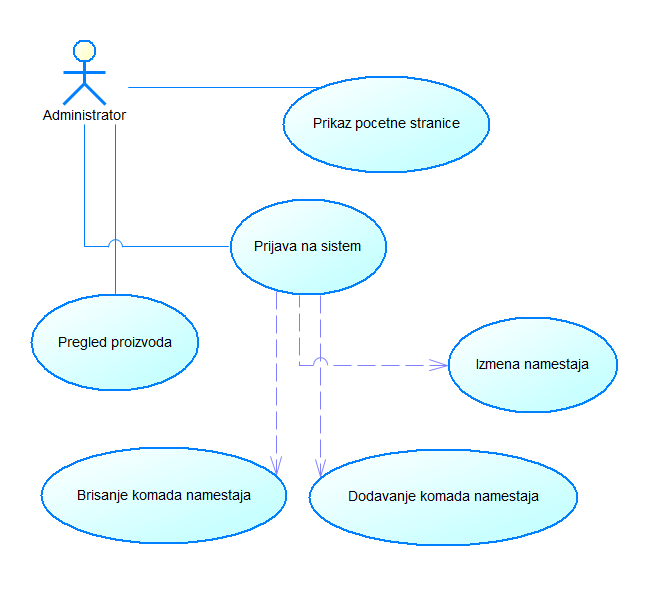 Administrator
Prikaz pocetne stranice
Prijava na sistem
Pregled proizvoda
Izmena namestaja
Brisanje komada namestaja
Dodavanje komada namestaja